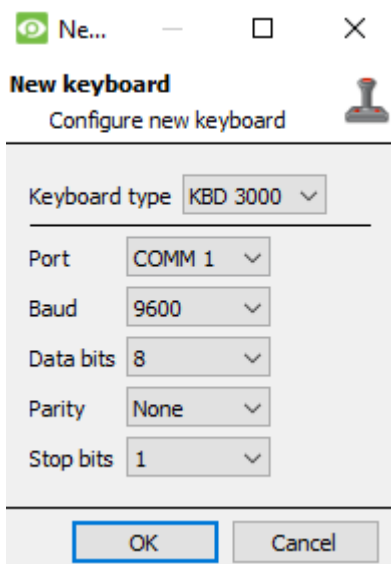 Ne...
New keyboard
Configure new keyboard
Keyboard type KBD 3000
Port COMM 1
Baud 9600
Data bits 8
Parity None
Stop bits 1
OK Cancel